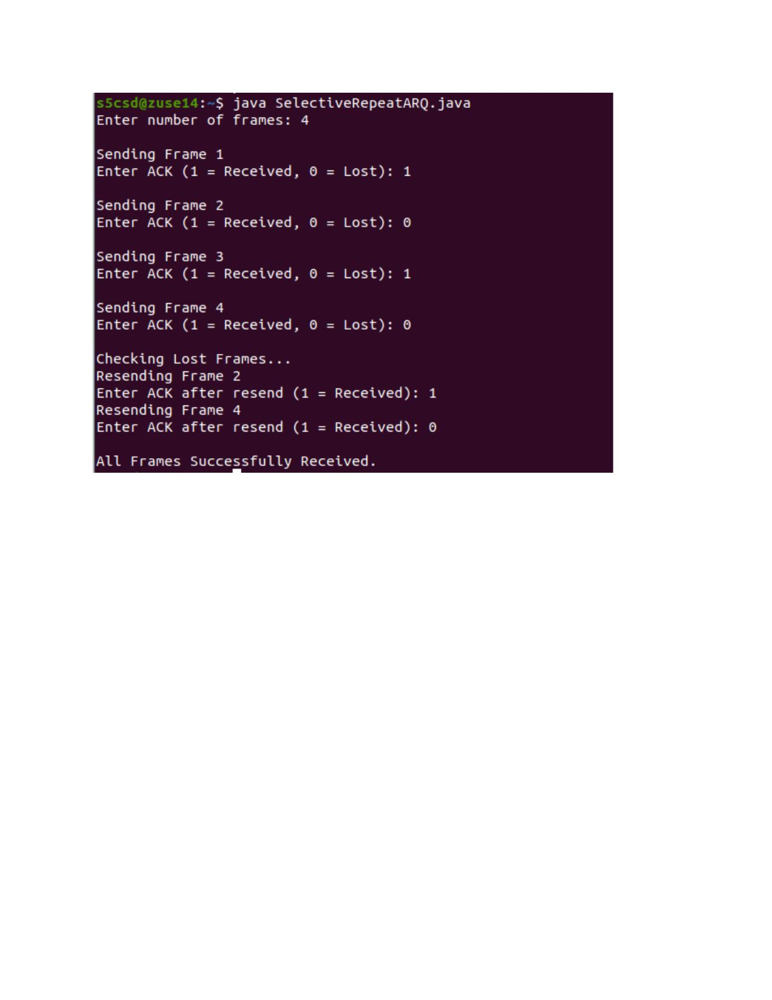 s5csd@zuse14:~$ java SelectiveRepeatARQ.java
Enter number of frames: 4
Sending Frame 1
Enter ACK (1 = Received, 0 = Lost): 1
Sending Frame 2
Enter ACK (1 = Received, 0 = Lost): 0
Sending Frame 3
Enter ACK (1 = Received, 0 = Lost): 1
Sending Frame 4
Enter ACK (1 = Received, 0 = Lost): 0
Checking Lost Frames...
Resending Frame 2
Enter ACK after resend (1 = Received): 1
Resending Frame 4
Enter ACK after resend (1 = Received): 0
All Frames Successfully Received.